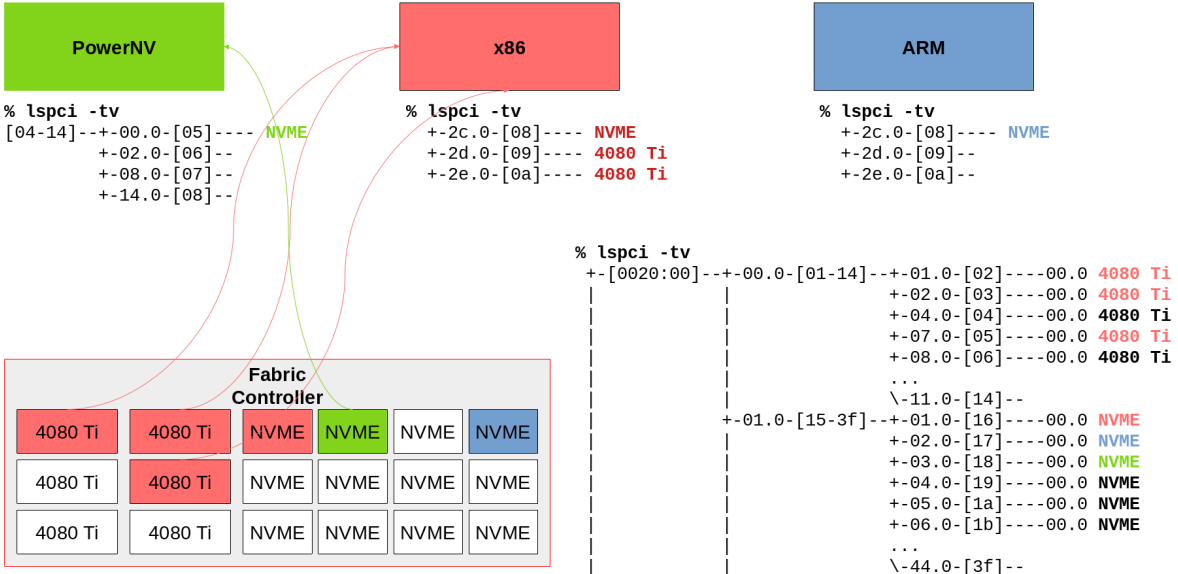 PowerNV
% lspci -tv
[04-14]--+-00.0-[05]---- NVME
+-02.0-[06]--
+-08.0-[07]--
+-14.0-[08]--
x86
% lspci -tv
+-2c.0-[08]---- NVME
+-2d.0-[09]---- 4080 Ti
+-2e.0-[0a]---- 4080 Ti
ARM
% lspci -tv
+-2c.0-[08]---- NVME
+-2d.0-[09]--
+-2e.0-[0a]--
Fabric
Controller
4080 Ti 4080 Ti NVME NVME NVME NVME
4080 Ti 4080 Ti NVME NVME NVME NVME
4080 Ti 4080 Ti NVME NVME NVME NVME
% lspci -tv
+-[0020:00]--+-00.0-[01-14]--+-01.0-[02]----00.0 4080 Ti
| | +-02.0-[03]----00.0 4080 Ti
| | +-04.0-[04]----00.0 4080 Ti
| | +-07.0-[05]----00.0 4080 Ti
| | +-08.0-[06]----00.0 4080 Ti
| | ...
| | \-11.0-[14]--
| +-01.0-[15-3f]--+-01.0-[16]----00.0 NVME
| | +-02.0-[17]----00.0 NVME
| | +-03.0-[18]----00.0 NVME
| | +-04.0-[19]----00.0 NVME
| | +-05.0-[1a]----00.0 NVME
| | +-06.0-[1b]----00.0 NVME
| | ...
| | \-44.0-[3f]--